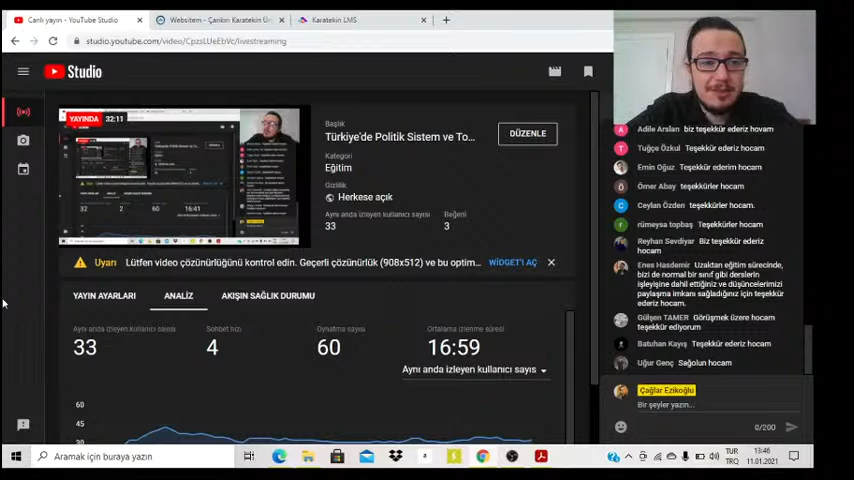 Canlı yayın - YouTube Studio
Websitem - Çankırı Karatekin Ün
Karatekin LMS
studio.youtube.com/video/CpzsLUeEbVc/livestreaming
Studio
YAYINDA 32:11
Başlık
Türkiye'de Politik Sistem ve To...
DÜZENLE
Kategori
Eğitim
Gizlilik
Herkese açık
Aynı anda izleyen kullanıcı sayısı
Beğeni
33
3
Uyarı
Lütfen video çözünürlüğünü kontrol edin. Geçerli çözünürlük (908x512) ve bu optim...
WİDGET'I AÇ
YAYIN AYARLARI
ANALİZ
AKIŞIN SAĞLIK DURUMU
Aynı anda izleyen kullanıcı sayısı
Sohbet hızı
Oynatma sayısı
Ortalama izlenme süresi
33
4
60
16:59
Aynı anda izleyen kullanıcı sayısı
60
45
30
Adile Arslan biz teşekkür ederiz hovam
Tuğçe Özkul Teşekkürler hocam
Emin Oğuz Teşekkür ederim hocam
Ömer Abay teşekkürler hocam
Ceylan Özden teşekkürler hocam.
rümeysa topbaş Teşekkürler hocam
Reyhan Sevdiyar Biz teşekkür
ederiz hocam
Enes Hasdemir Uzaktan eğitim sürecinde,
bizi de normal bir sınıf gibi derslerin
işleyişine dahil ettiğiniz ve düşüncelerimizi
paylaşma imkanı sağladığınız için teşekkür
ederiz hocam.
Gülşen TAMER Görüşmek üzere hocam
teşekkür ediyorum
Batuhan Kayış Teşekkür ederiz hocam
Uğur Genç Sağolun hocam
Çağlar Ezikoğlu
Bir şeyler yazın...
0/200
Aramak için buraya yazın
TUR
TRQ
13:46
11.01.2021